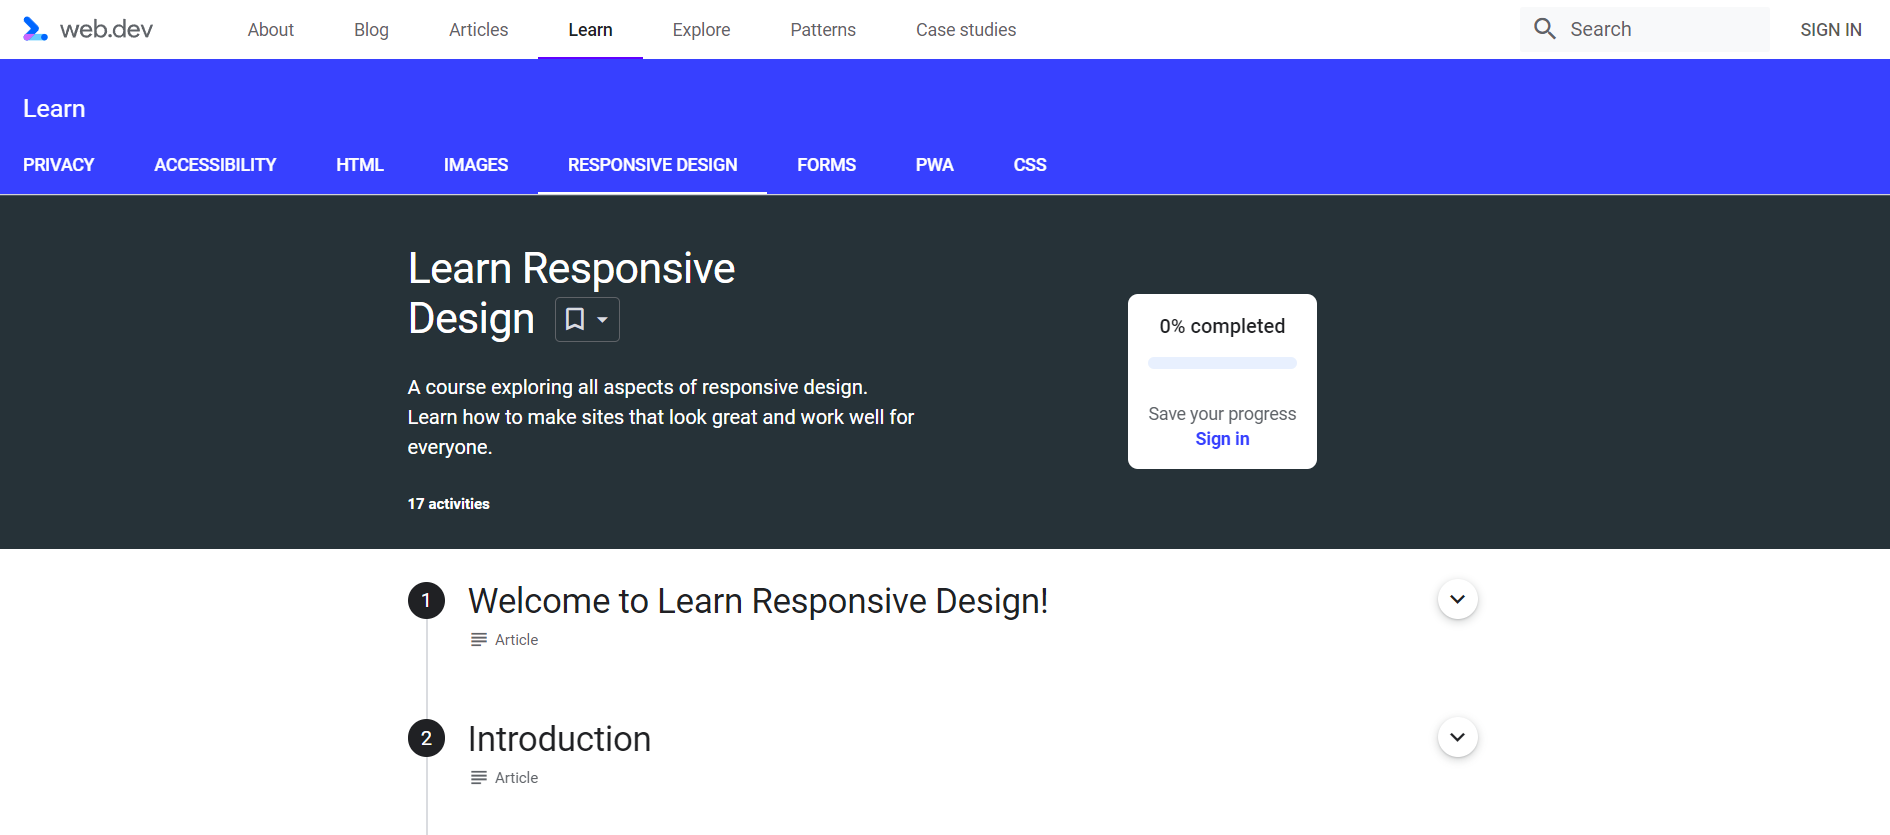 web.dev
About
Blog
Articles
Learn
Explore
Patterns
Case studies
Search
SIGN IN
Learn
PRIVACY
ACCESSIBILITY
HTML
IMAGES
RESPONSIVE DESIGN
FORMS
PWA
CSS
Learn Responsive
Design
A course exploring all aspects of responsive design.
Learn how to make sites that look great and work well for
everyone.
17 activities
0% completed
Save your progress
Sign in
1
Welcome to Learn Responsive Design!
Article
2
Introduction
Article